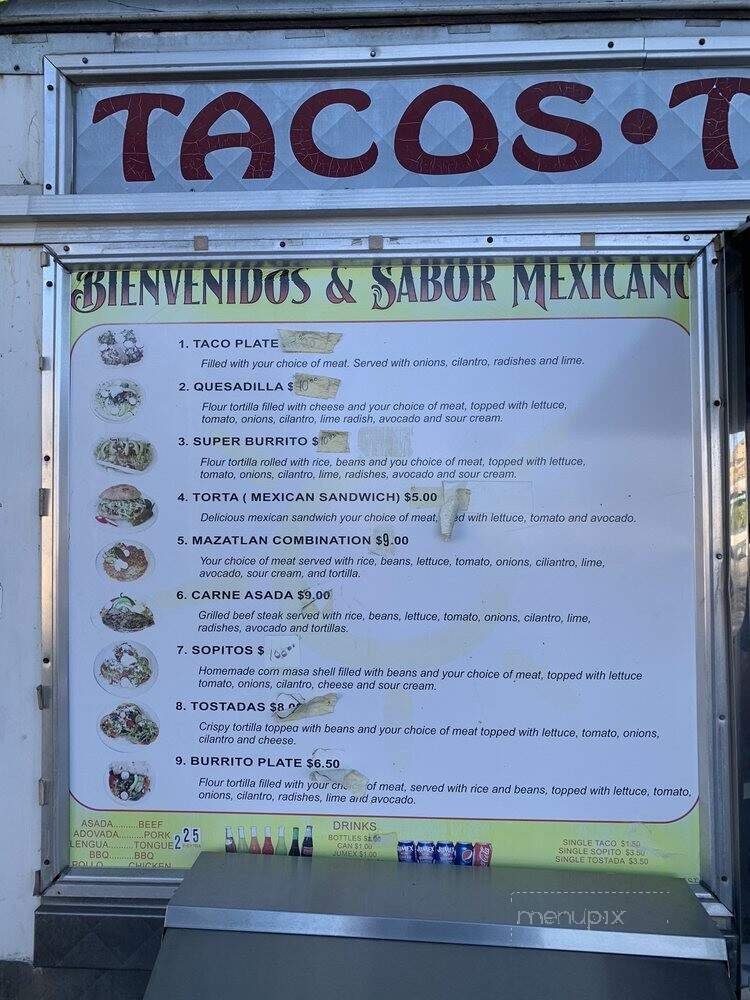 TACOS • T
BIENVENIDOS & SABOR MEXICANO
1. TACO PLATE
Filled with your choice of meat. Served with onions, cilantro, radishes and lime.
2. QUESADILLA $10
Flour tortilla filled with cheese and your choice of meat, topped with lettuce,
tomato, onions, cilantro, lime radish, avocado and sour cream.
3. SUPER BURRITO $
Flour tortilla rolled with rice, beans and you choice of meat, topped with lettuce,
tomato, onions, cilantro, lime, radishes, avocado and sour cream.
4. TORTA ( MEXICAN SANDWICH) $5.00
Delicious mexican sandwich your choice of meat, ed with lettuce, tomato and avocado.
5. MAZATLAN COMBINATION $9.00
Your choice of meat served with rice, beans, lettuce, tomato, onions, ciliantro, lime,
avocado, sour cream, and tortilla.
6. CARNE ASADA $9.00
Grilled beef steak served with rice, beans, lettuce, tomato, onions, cilantro, lime,
radishes, avocado and tortillas.
7. SOPITOS $
Homemade corn masa shell filled with beans and your choice of meat, topped with lettuce
tomato, onions, cilantro, cheese and sour cream.
8. TOSTADAS $8.00
Crispy tortilla topped with beans and your choice of meat topped with lettuce, tomato, onions,
cilantro and cheese.
9. BURRITO PLATE $6.50
Flour tortilla filled with your of meat, served with rice and beans, topped with lettuce, tomato,
onions, cilantro, radishes, lime and avocado.
ASADA..........BEEF
ADOVADA.........PORK
LENGUA..........TONGUE
BBQ..........BBQ
POLLO CHICKEN
2 25
DRINKS
BOTTLES
CAN $1.00
JUMEX $1.00
JUMEX JUMEX JUMEX
SINGLE TACO $1.50
SINGLE SOPITO $3.50
SINGLE TOSTADA $3.50
menupix